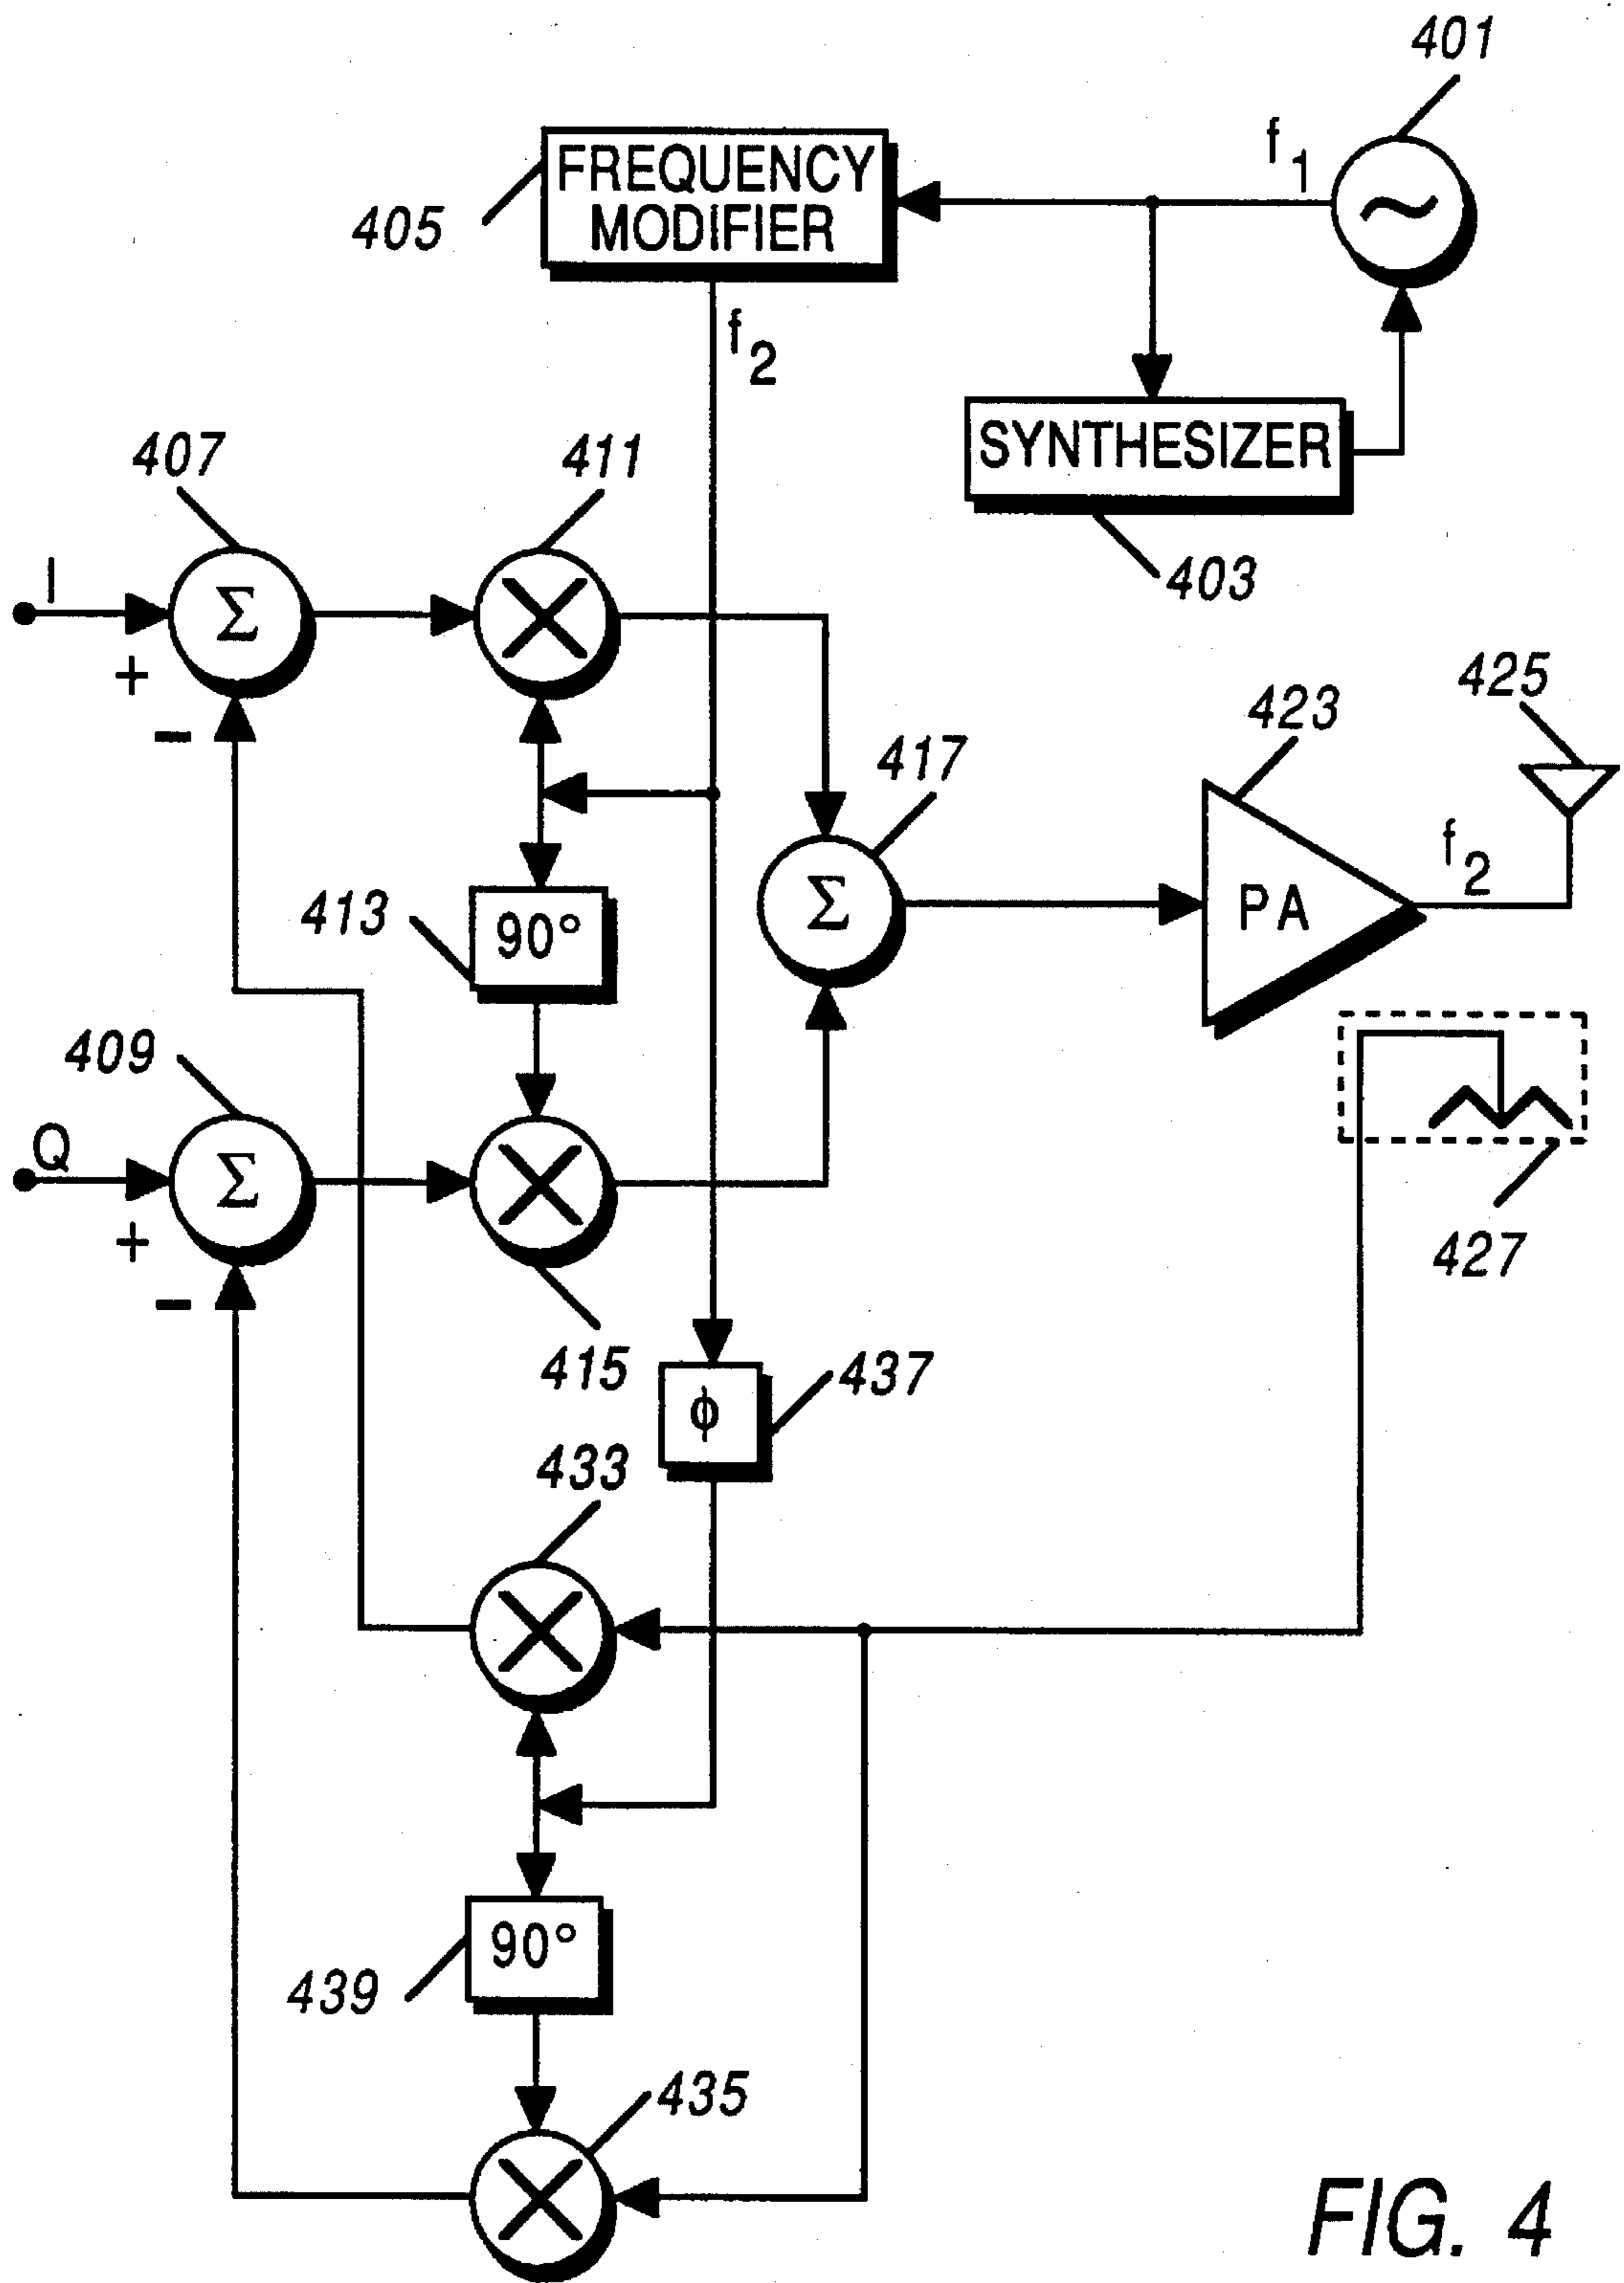 401
f1
FREQUENCY
MODIFIER
405
f2
SYNTHESIZER
403
407
411
I
Σ
+
−
425
423
417
413
90°
Σ
PA
f2
409
Q
Σ
+
−
427
415
437
ϕ
433
90°
439
435
FIG. 4